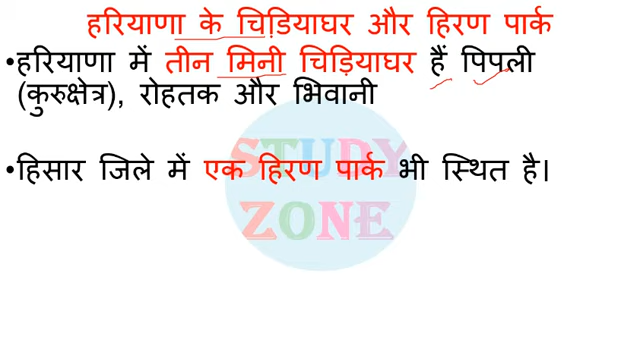 हरियाणा के चिडियाघर और हिरण पार्क
•हरियाणा में तीन मिनी चिड़ियाघर हैं पिपली
(कुरुक्षेत्र), रोहतक और भिवानी
•हिसार जिले में एक हिरण पार्क भी स्थित है।
STUDY
ZONE